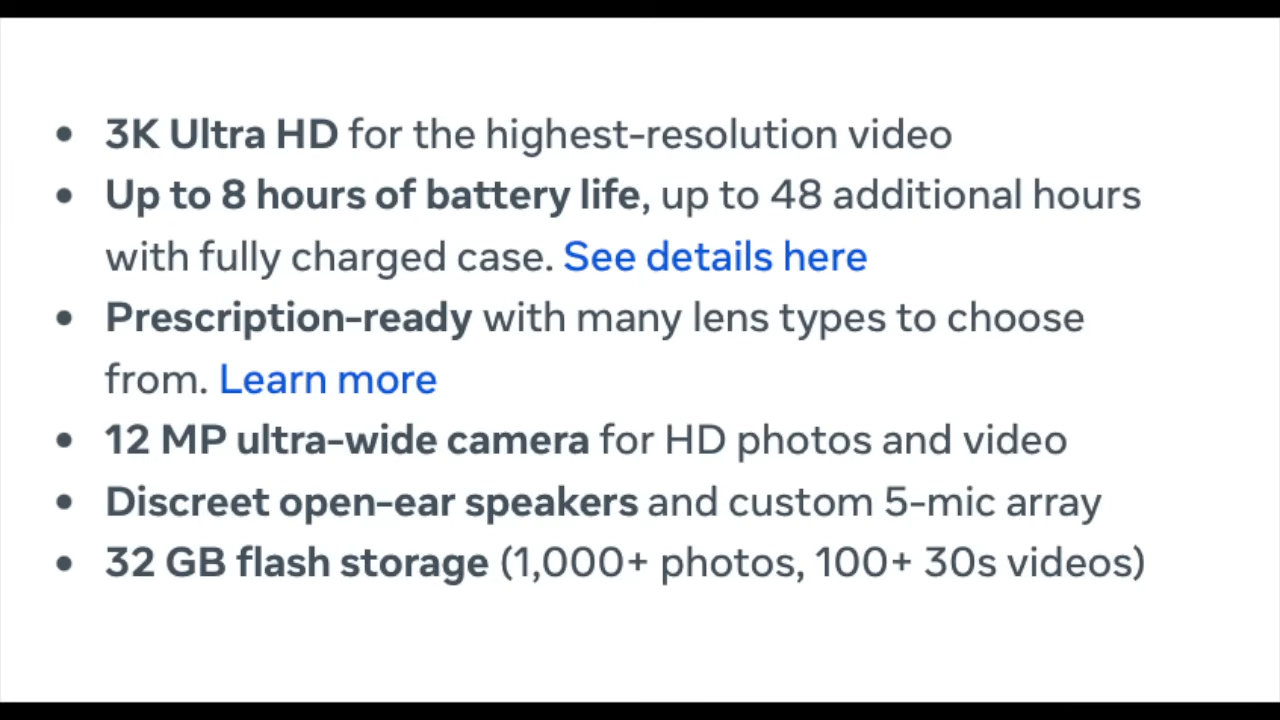 • 3K Ultra HD for the highest-resolution video
• Up to 8 hours of battery life, up to 48 additional hours
with fully charged case. See details here
• Prescription-ready with many lens types to choose
from. Learn more
• 12 MP ultra-wide camera for HD photos and video
• Discreet open-ear speakers and custom 5-mic array
• 32 GB flash storage (1,000+ photos, 100+ 30s videos)